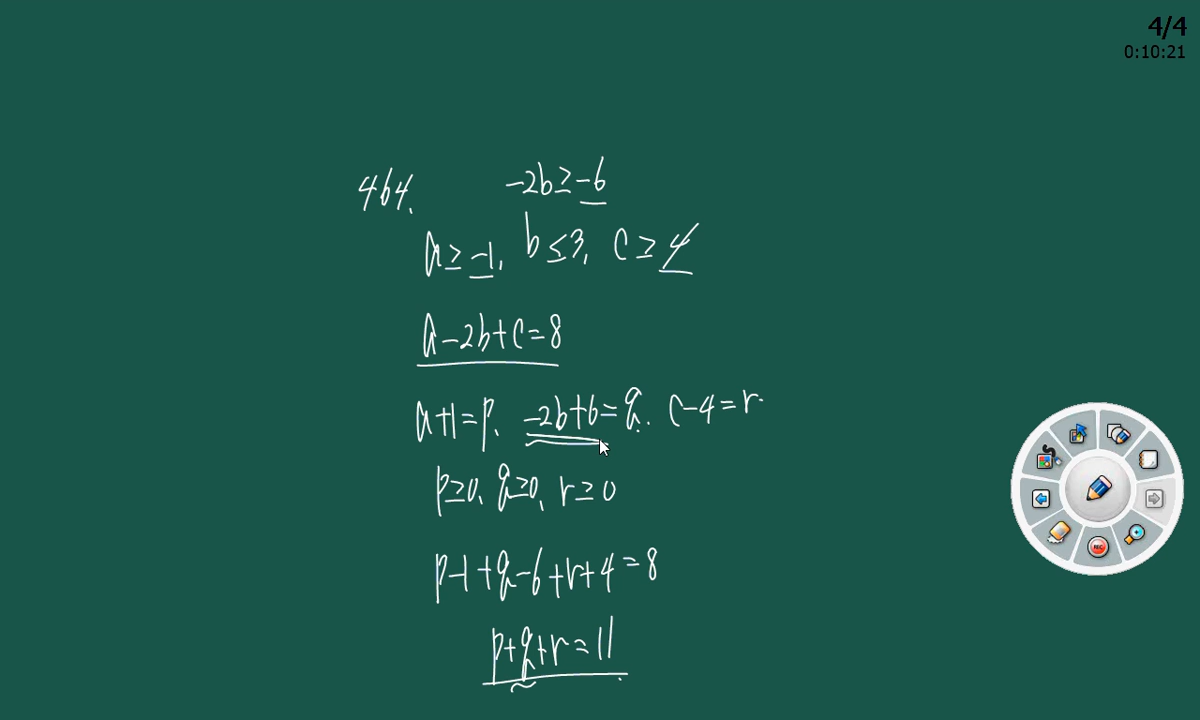 4/4
0:10:21
464.
-2b≥-6
a≥-1, b≤3, c≥4
a-2b+c=8
a+1=p, -2b+6=q, c-4=r
p≥0, q≥0, r≥0
p-1+q-6+r+4=8
p+q+r=11
REC